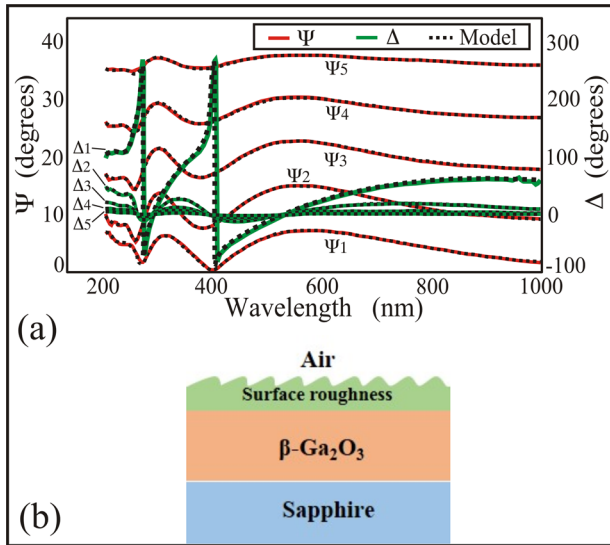 Ψ Δ Model
40
30
20
10
0
300
200
100
0
-100
Ψ (degrees)
Δ (degrees)
Ψ5
Ψ4
Ψ3
Ψ2
Ψ1
Δ1
Δ2
Δ3
Δ4
Δ5
200 400 600 800 1000
Wavelength (nm)
(a)
Air
Surface roughness
β-Ga₂O₃
Sapphire
(b)